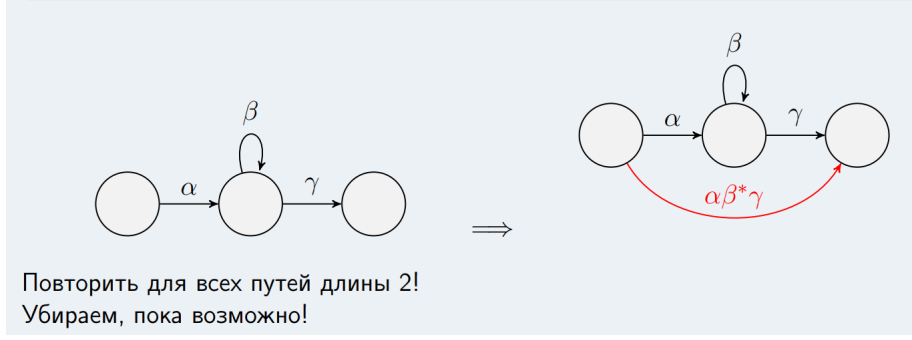 β
α
γ
⟹
β
α
γ
αβ*γ
Повторить для всех путей длины 2!
Убираем, пока возможно!